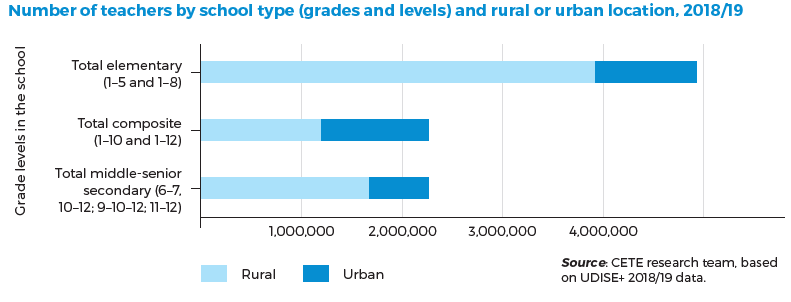 Number of teachers by school type (grades and levels) and rural or urban location, 2018/19
Grade levels in the school
Total elementary
(1–5 and 1–8)
Total composite
(1–10 and 1–12)
Total middle-senior
secondary (6–7,
10–12; 9–10–12; 11–12)
1,000,000
2,000,000
3,000,000
4,000,000
Rural
Urban
Source: CETE research team, based
on UDISE+ 2018/19 data.